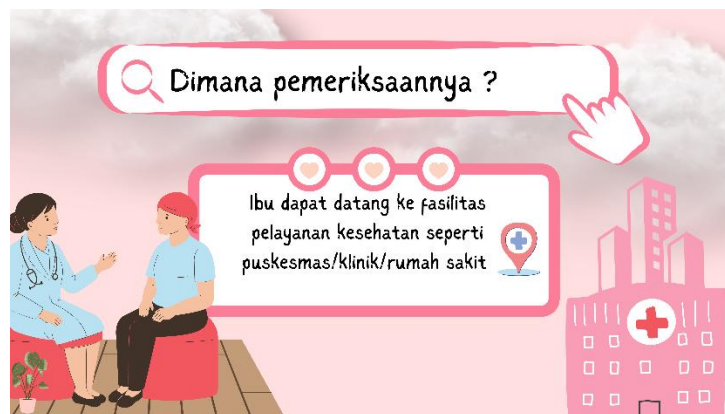 Dimana pemeriksaannya ?
Ibu dapat datang ke fasilitas
pelayanan kesehatan seperti
puskesmas/klinik/rumah sakit